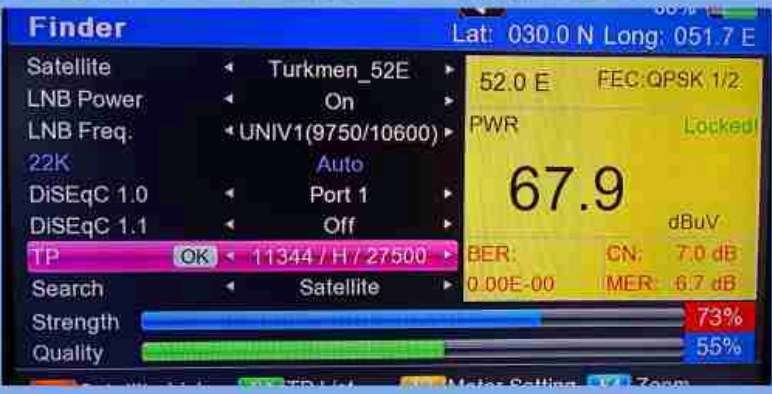 Finder
Lat: 030.0 N Long: 051.7 E
Satellite Turkmen_52E
LNB Power On
LNB Freq. UNIV1(9750/10600)
22K Auto
DiSEqC 1.0 Port 1
DiSEqC 1.1 Off
TP OK 11344 / H / 27500
Search Satellite
52.0 E FEC:QPSK 1/2
PWR Locked!
67.9
dBuV
BER: CN: 7.0 dB
0.00E-00 MER: 6.7 dB
Strength 73%
Quality 55%
TP List Motor Setting Zoom